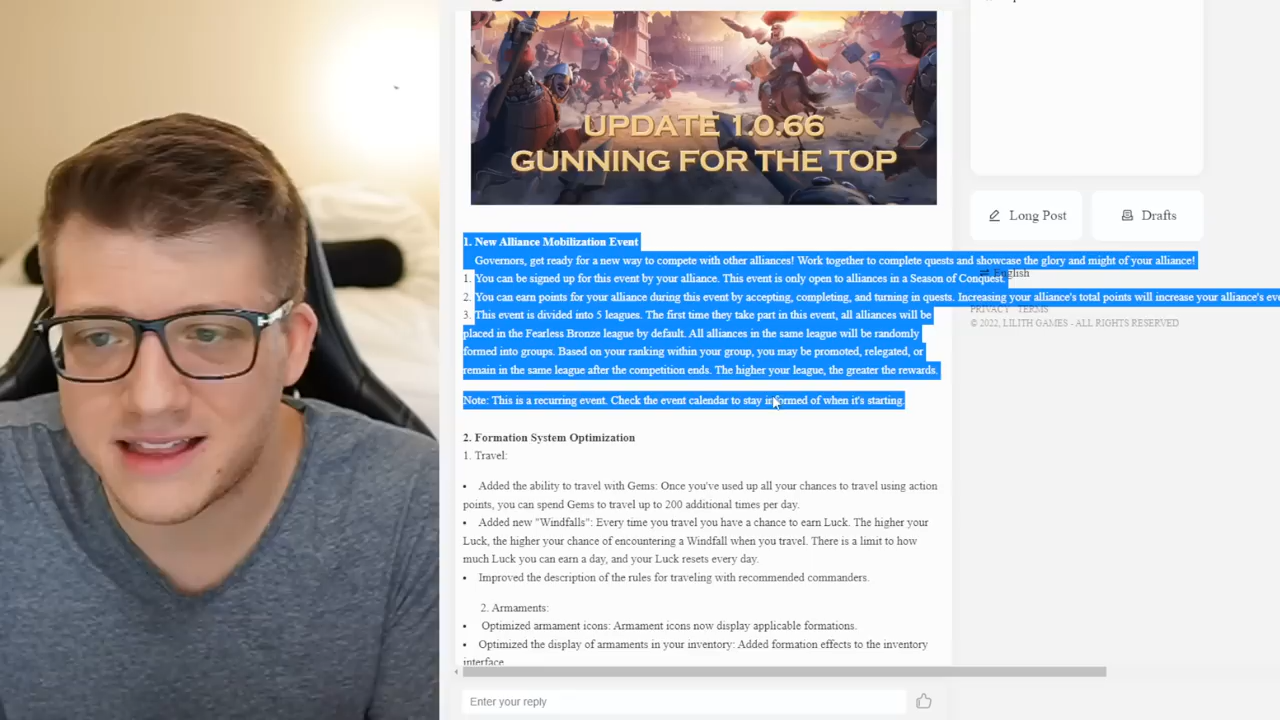 UPDATE 1.0.66
GUNNING FOR THE TOP
1. New Alliance Mobilization Event
Governors, get ready for a new way to compete with other alliances! Work together to complete quests and showcase the glory and might of your alliance!
1. You can be signed up for this event by your alliance. This event is only open to alliances in a Season of Conquest.
2. You can earn points for your alliance during this event by accepting, completing, and turning in quests. Increasing your alliance's total points will increase your alliance's
3. This event is divided into 5 leagues. The first time they take part in this event, all alliances will be
placed in the Fearless Bronze league by default. All alliances in the same league will be randomly
formed into groups. Based on your ranking within your group, you may be promoted, relegated, or
remain in the same league after the competition ends. The higher your league, the greater the rewards.
Note: This is a recurring event. Check the event calendar to stay informed of when it's starting.
2. Formation System Optimization
1. Travel:
• Added the ability to travel with Gems: Once you've used up all your chances to travel using action
points, you can spend Gems to travel up to 200 additional times per day.
• Added new "Windfalls": Every time you travel you have a chance to earn Luck. The higher your
Luck, the higher your chance of encountering a Windfall when you travel. There is a limit to how
much Luck you can earn a day, and your Luck resets every day.
• Improved the description of the rules for traveling with recommended commanders.
2. Armaments:
• Optimized armament icons: Armament icons now display applicable formations.
• Optimized the display of armaments in your inventory: Added formation effects to the inventory
interface
Enter your reply
Long Post
Drafts
English
PRIVACY TERMS
© 2022, LILITH GAMES - ALL RIGHTS RESERVED